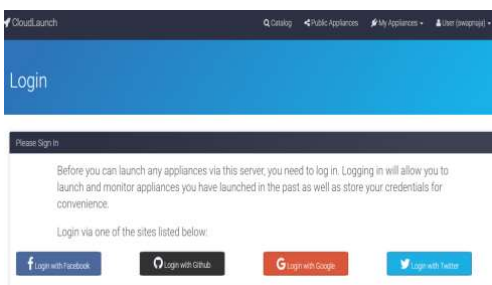 CloudLaunch
Catalog Public Appliances My Appliances User (swapnaja)
Login
Please Sign In
Before you can launch any appliances via this server, you need to log in. Logging in will allow you to
launch and monitor appliances you have launched in the past as well as store your credentials for
convenience.
Login via one of the sites listed below:
Login with Facebook
Login with Github
Login with Google
Login with Twitter